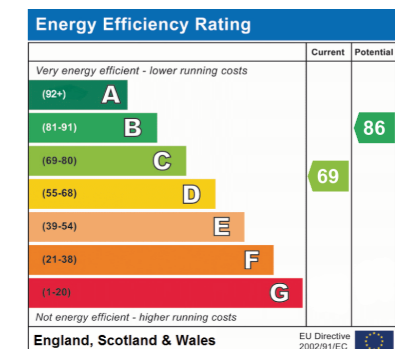 Energy Efficiency Rating
Current Potential
Very energy efficient - lower running costs
(92+) A
(81-91) B 86
(69-80) C
69
(55-68) D
(39-54) E
(21-38) F
(1-20) G
Not energy efficient - higher running costs
England, Scotland & Wales
EU Directive
2002/91/EC